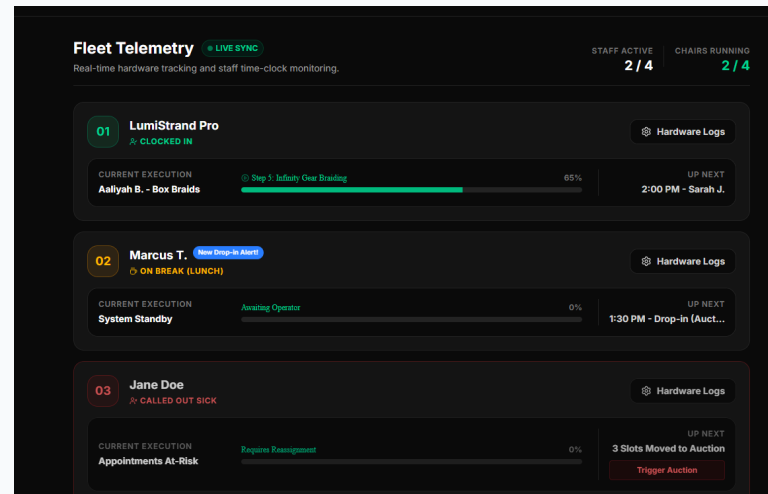 Fleet Telemetry
LIVE SYNC
Real-time hardware tracking and staff time-clock monitoring.
STAFF ACTIVE
2 / 4
CHAIRS RUNNING
2 / 4
01
LumiStrand Pro
CLOCKED IN
Hardware Logs
CURRENT EXECUTION
Aaliyah B. - Box Braids
Step 5: Infinity Gear Braiding
65%
UP NEXT
2:00 PM - Sarah J.
02
Marcus T.
New Drop-in Alert!
ON BREAK (LUNCH)
Hardware Logs
CURRENT EXECUTION
System Standby
Awaiting Operator
0%
UP NEXT
1:30 PM - Drop-in (Auct...
03
Jane Doe
CALLED OUT SICK
Hardware Logs
CURRENT EXECUTION
Appointments At-Risk
Requires Reassignment
0%
UP NEXT
3 Slots Moved to Auction
Trigger Auction